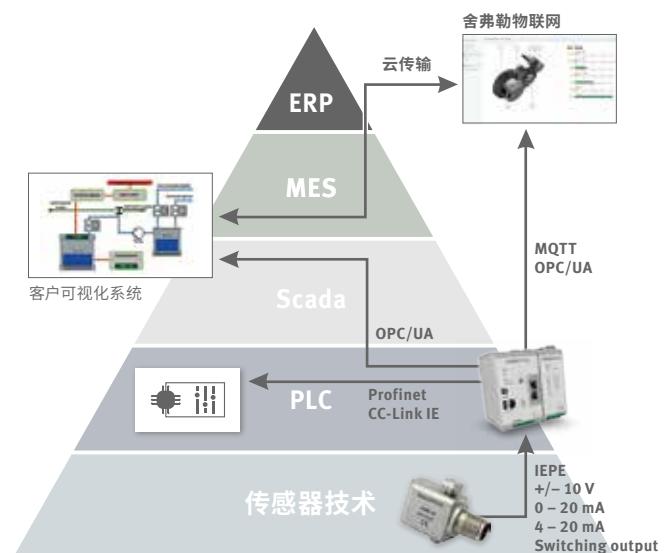 舍弗勒物联网
云传输
ERP
MES
客户可视化系统
MQTT
OPC/UA
Scada
OPC/UA
PLC
Profinet
CC-Link IE
传感器技术
IEPE
+/– 10 V
0 – 20 mA
4 – 20 mA
Switching output